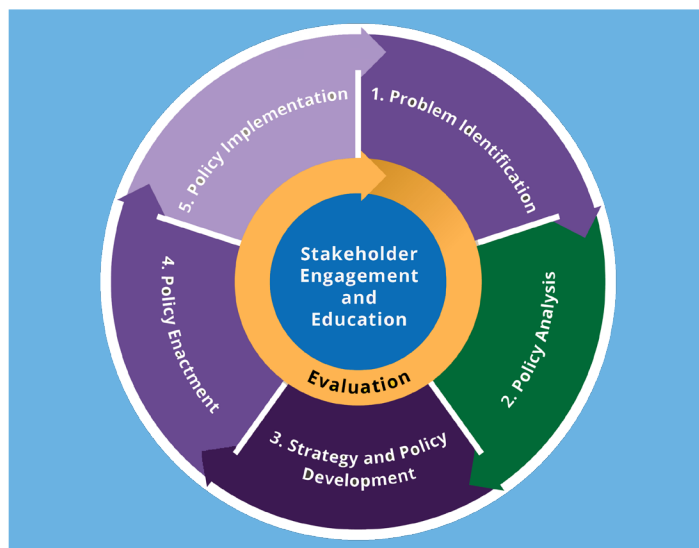 1. Problem Identification
2. Policy Analysis
3. Strategy and Policy
Development
4. Policy Enactment
5. Policy Implementation
Stakeholder
Engagement
and
Education
Evaluation